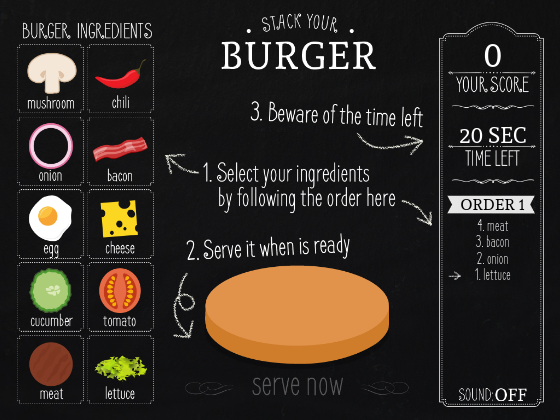 BURGER INGREDIENTS
mushroom
chili
onion
bacon
egg
cheese
cucumber
tomato
meat
lettuce
STACK YOUR
BURGER
3. Beware of the time left
1. Select your ingredients
by following the order here
2. Serve it when is ready
serve now
0
YOUR SCORE
20 SEC
TIME LEFT
ORDER 1
4. meat
3. bacon
2. onion
1. lettuce
SOUND:OFF